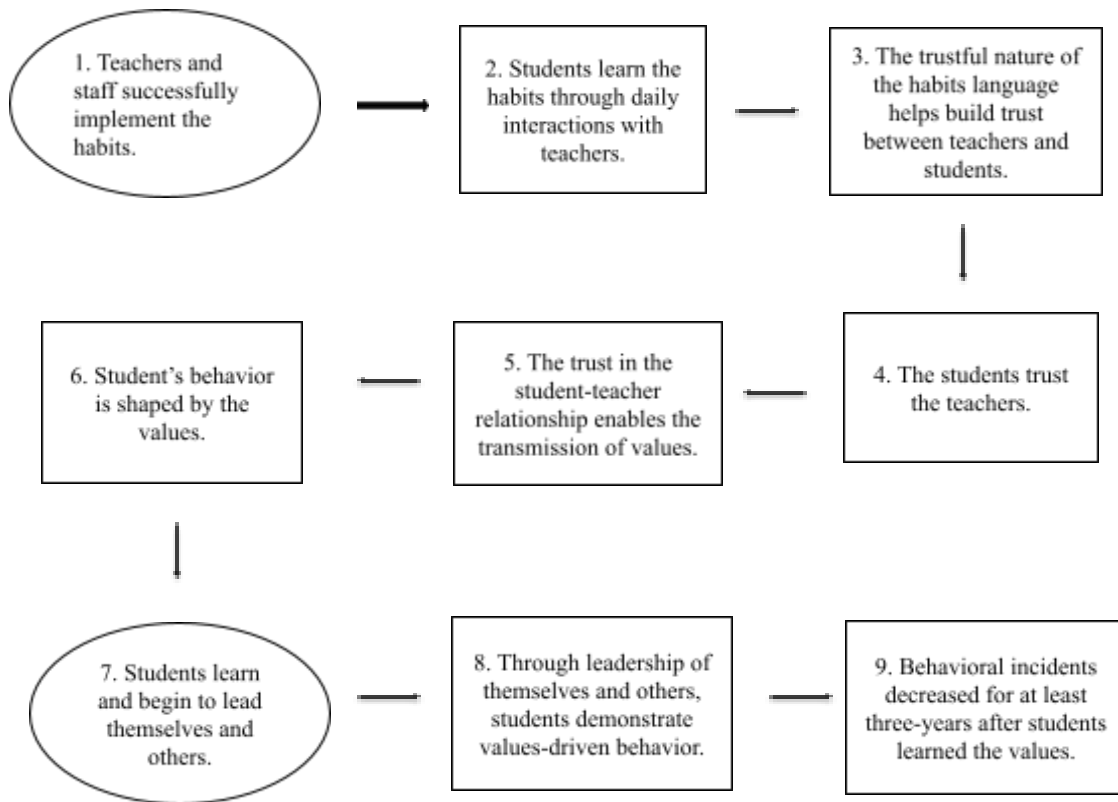 1. Teachers and
staff successfully
implement the
habits.
2. Students learn the
habits through daily
interactions with
teachers.
3. The trustful nature of
the habits language
helps build trust
between teachers and
students.
4. The students trust
the teachers.
5. The trust in the
student-teacher
relationship enables the
transmission of values.
6. Student’s behavior
is shaped by the
values.
7. Students learn
and begin to lead
themselves and
others.
8. Through leadership of
themselves and others,
students demonstrate
values-driven behavior.
9. Behavioral incidents
decreased for at least
three-years after students
learned the values.